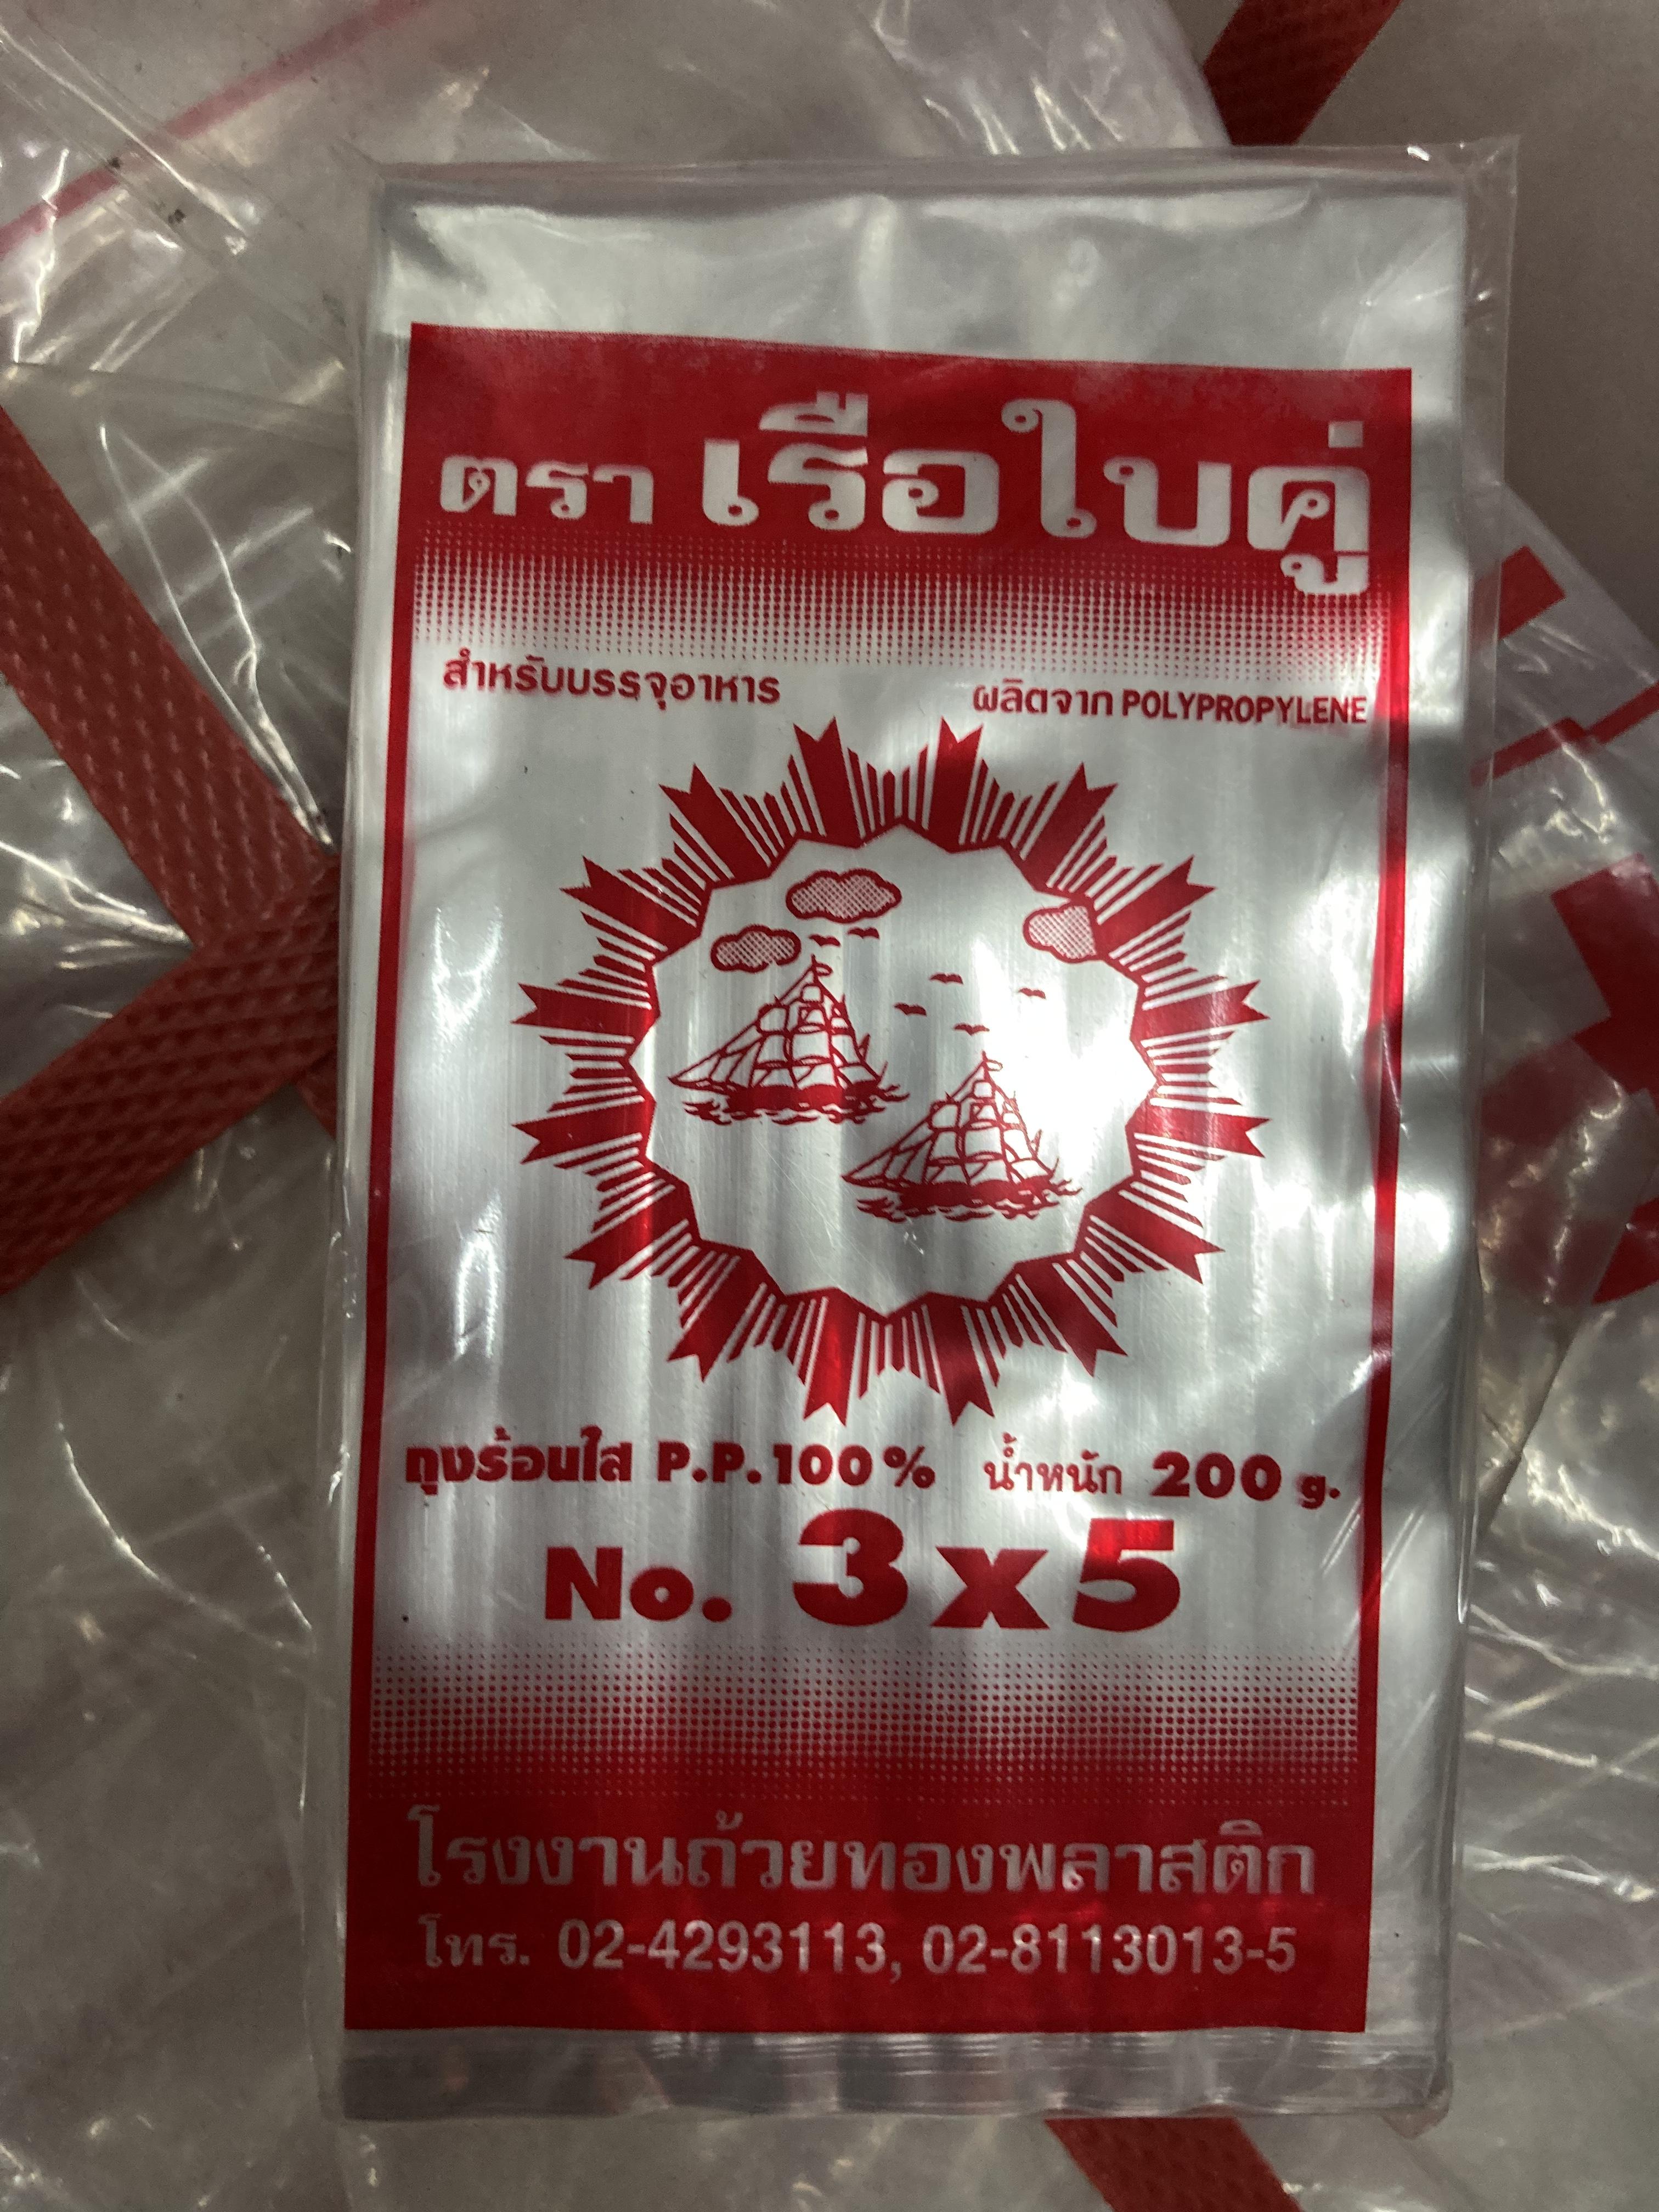 ตรา เรือใบคู่
สำหรับบรรจุอาหาร ผลิตจาก POLYPROPYLENE
ถุงร้อนใส P.P.100% น้ำหนัก 200 g.
No. 3x5
โรงงานถ้วยทองพลาสติก
โทร. 02-4293113, 02-8113013-5